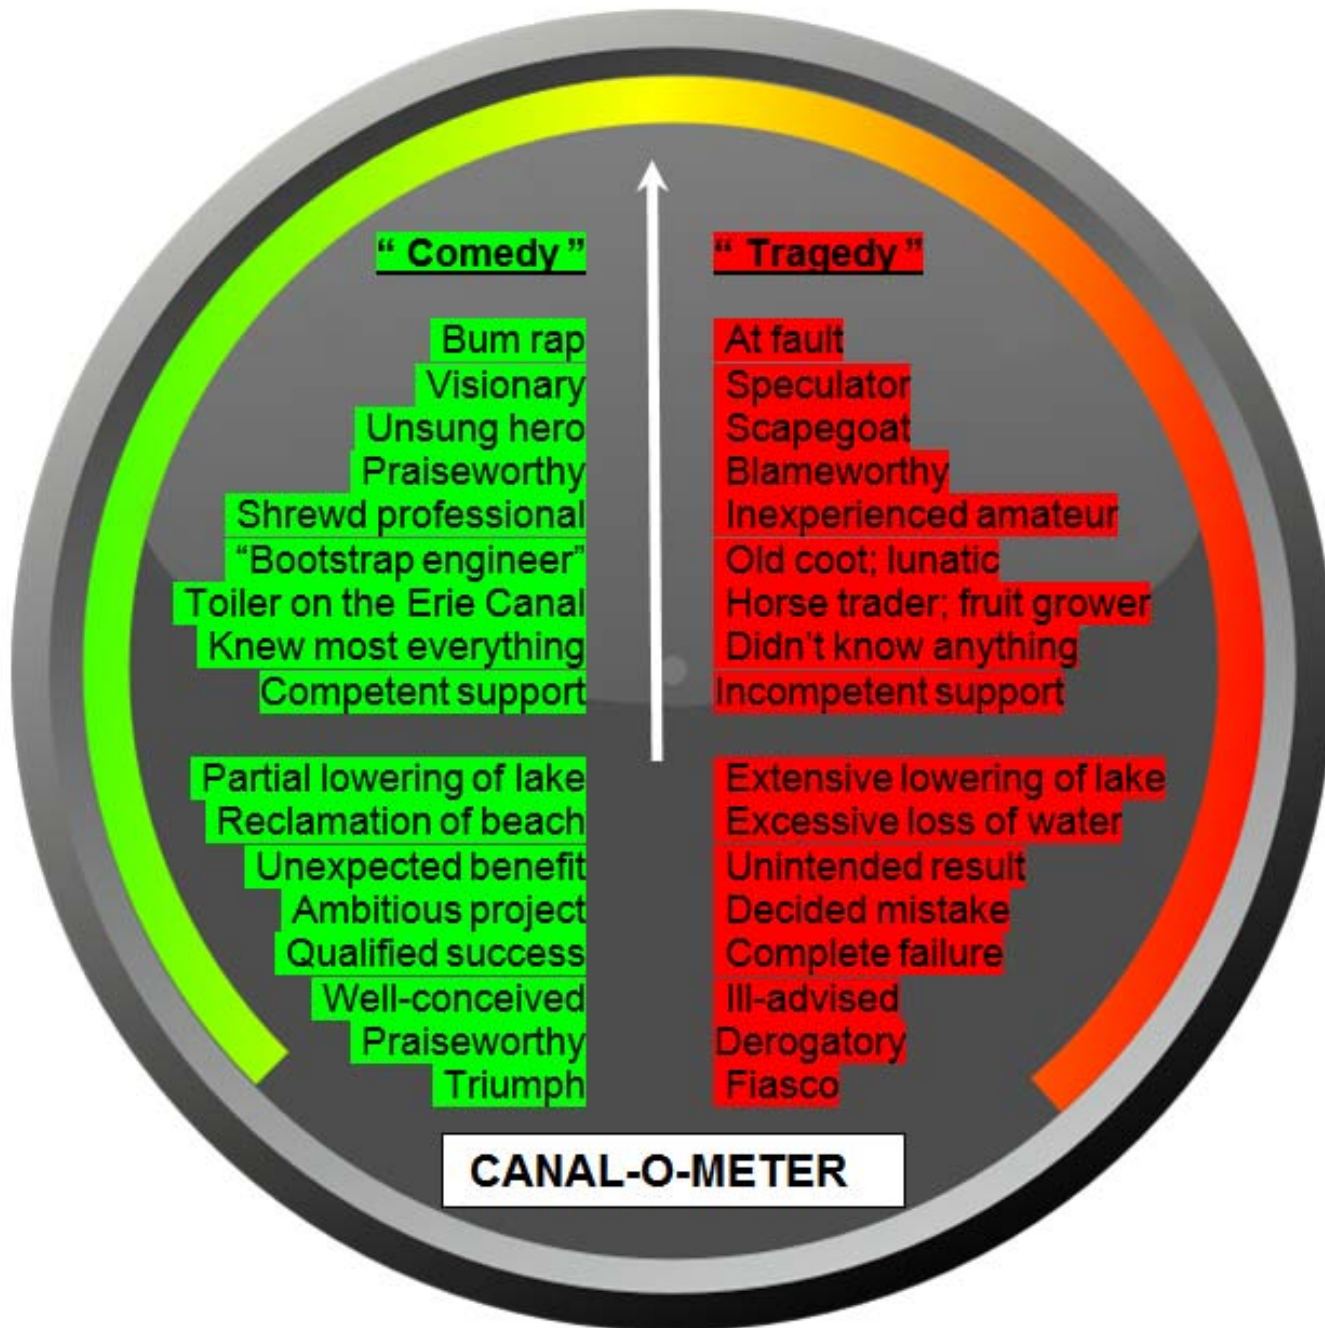 “ Comedy ” “ Tragedy ”
Bum rap At fault
Visionary Speculator
Unsung hero Scapegoat
Praiseworthy Blameworthy
Shrewd professional Inexperienced amateur
“Bootstrap engineer” Old coot; lunatic
Toiler on the Erie Canal Horse trader; fruit grower
Knew most everything Didn’t know anything
Competent support Incompetent support
Partial lowering of lake Extensive lowering of lake
Reclamation of beach Excessive loss of water
Unexpected benefit Unintended result
Ambitious project Decided mistake
Qualified success Complete failure
Well-conceived Ill-advised
Praiseworthy Derogatory
Triumph Fiasco
CANAL-O-METER